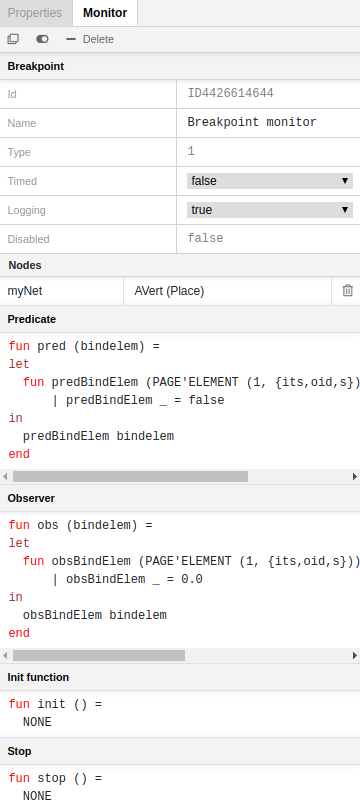 Properties Monitor
Delete
Breakpoint
Id ID4426614644
Name Breakpoint monitor
Type 1
Timed false
Logging true
Disabled false
Nodes
myNet AVert (Place)
Predicate
fun pred (bindelem) =
let
fun predBindElem (PAGE'ELEMENT (1, {its,oid,s})
| predBindElem _ = false
in
predBindElem bindelem
end
Observer
fun obs (bindelem) =
let
fun obsBindElem (PAGE'ELEMENT (1, {its,oid,s}))
| obsBindElem _ = 0.0
in
obsBindElem bindelem
end
Init function
fun init () =
NONE
Stop
fun stop () =
NONE